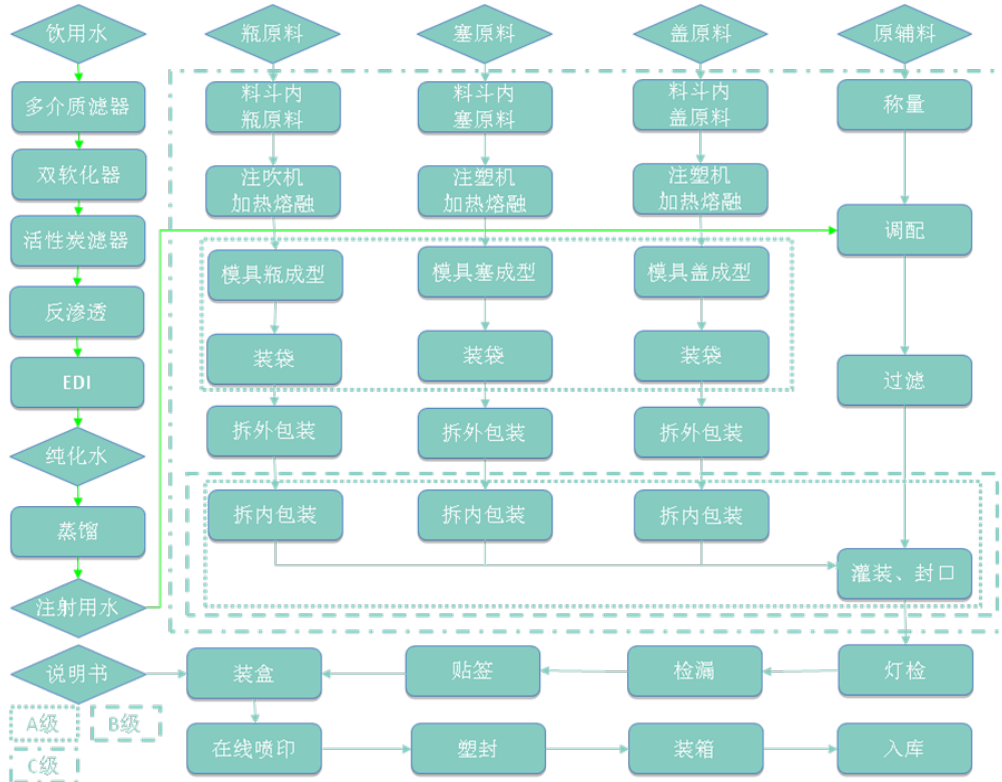 饮用水
瓶原料
塞原料
盖原料
原辅料
多介质滤器
料斗内
瓶原料
料斗内
塞原料
料斗内
盖原料
称量
双软化器
注吹机
加热熔融
注塑机
加热熔融
注塑机
加热熔融
活性炭滤器
调配
模具瓶成型
模具塞成型
模具盖成型
反渗透
装袋
装袋
装袋
EDI
过滤
拆外包装
拆外包装
拆外包装
纯化水
拆内包装
拆内包装
拆内包装
蒸馏
灌装、封口
注射用水
说明书
装盒
贴签
检漏
灯检
A级
B级
C级
在线喷印
塑封
装箱
入库